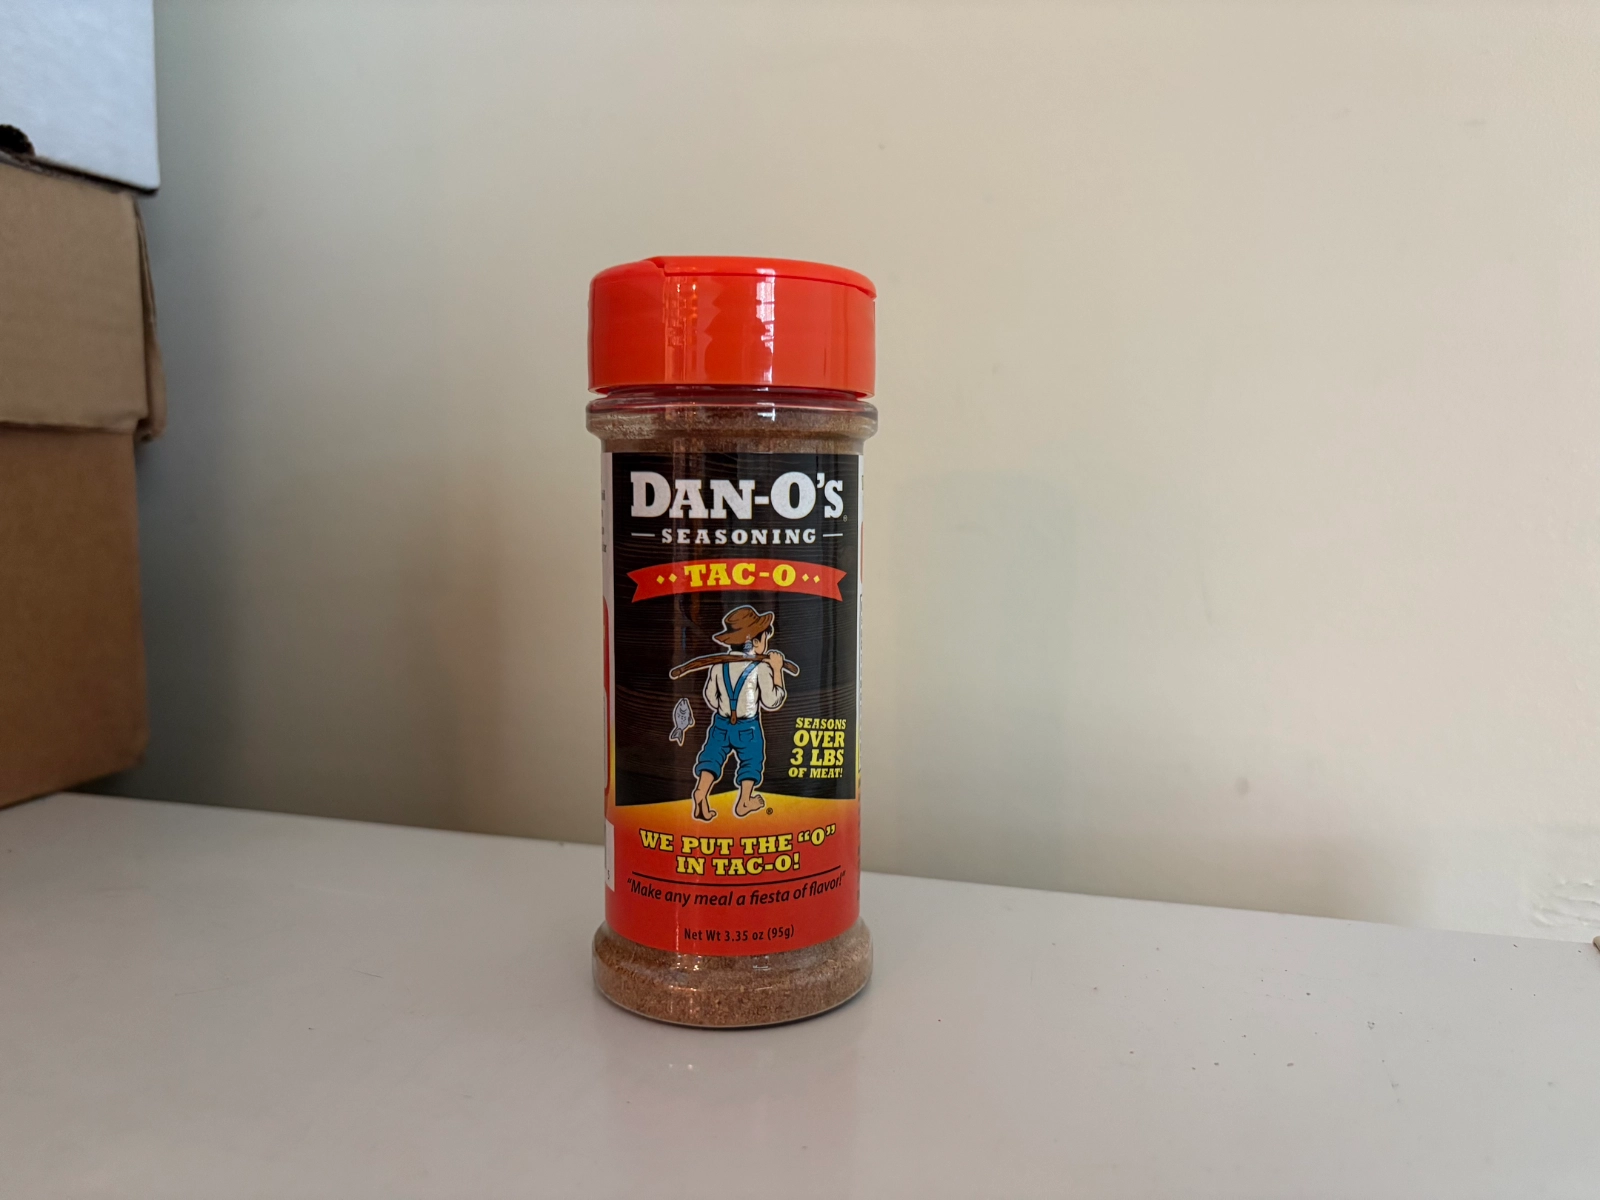 DAN-O's
SEASONING
TAC-O
SEASONS
OVER
3 LBS
OF MEAT!
WE PUT THE "O"
IN TAC-O!
"Make any meal a fiesta of flavor!"
Net Wt 3.35 oz (95g)